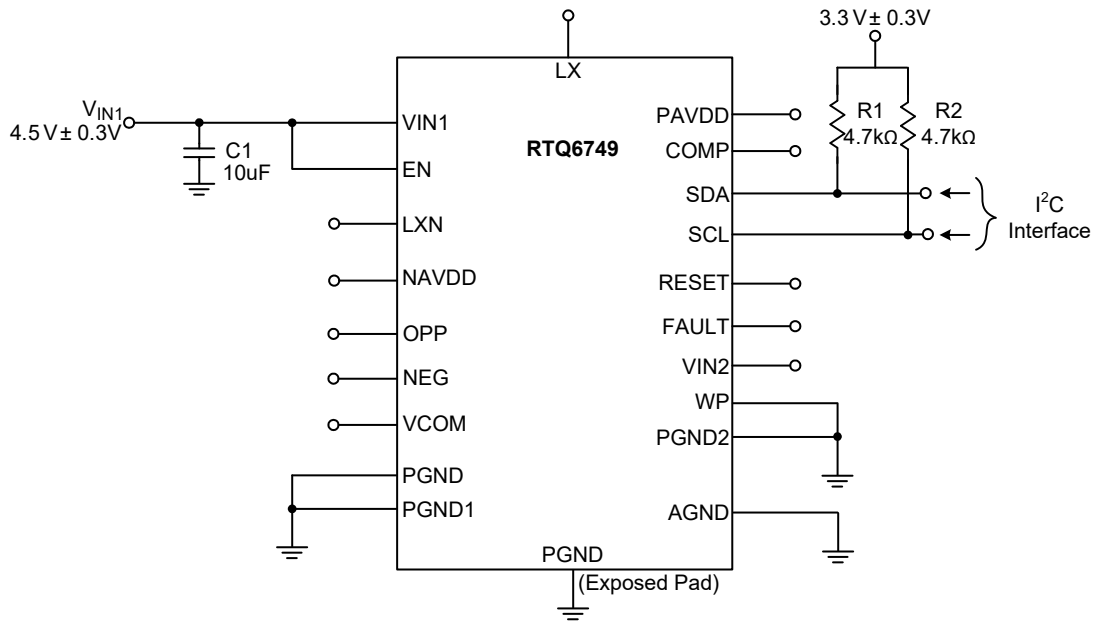 3.3 V ± 0.3V
LX
V_IN1
4.5 V ± 0.3V
C1
10uF
VIN1
EN
LXN
NAVDD
OPP
NEG
VCOM
PGND
PGND1
RTQ6749
PGND
(Exposed Pad)
PAVDD
COMP
SDA
SCL
RESET
FAULT
VIN2
WP
PGND2
AGND
R1
4.7kΩ
R2
4.7kΩ
I²C
Interface